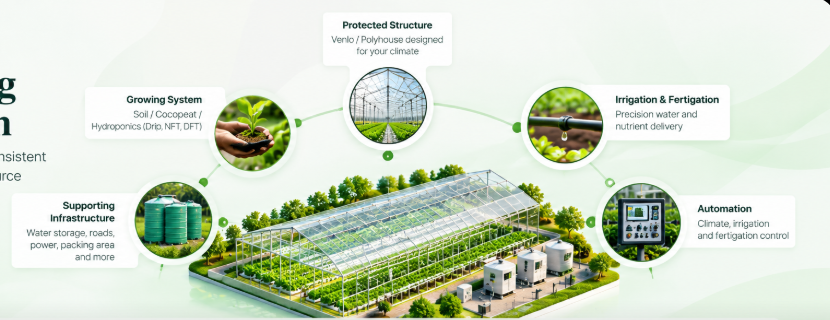 Protected Structure
Venlo / Polyhouse designed
for your climate
Growing System
Soil / Cocopeat /
Hydroponics (Drip, NFT, DFT)
Irrigation & Fertigation
Precision water and
nutrient delivery
Supporting
Infrastructure
Water storage, roads,
power, packing area
and more
Automation
Climate, irrigation
and fertigation control